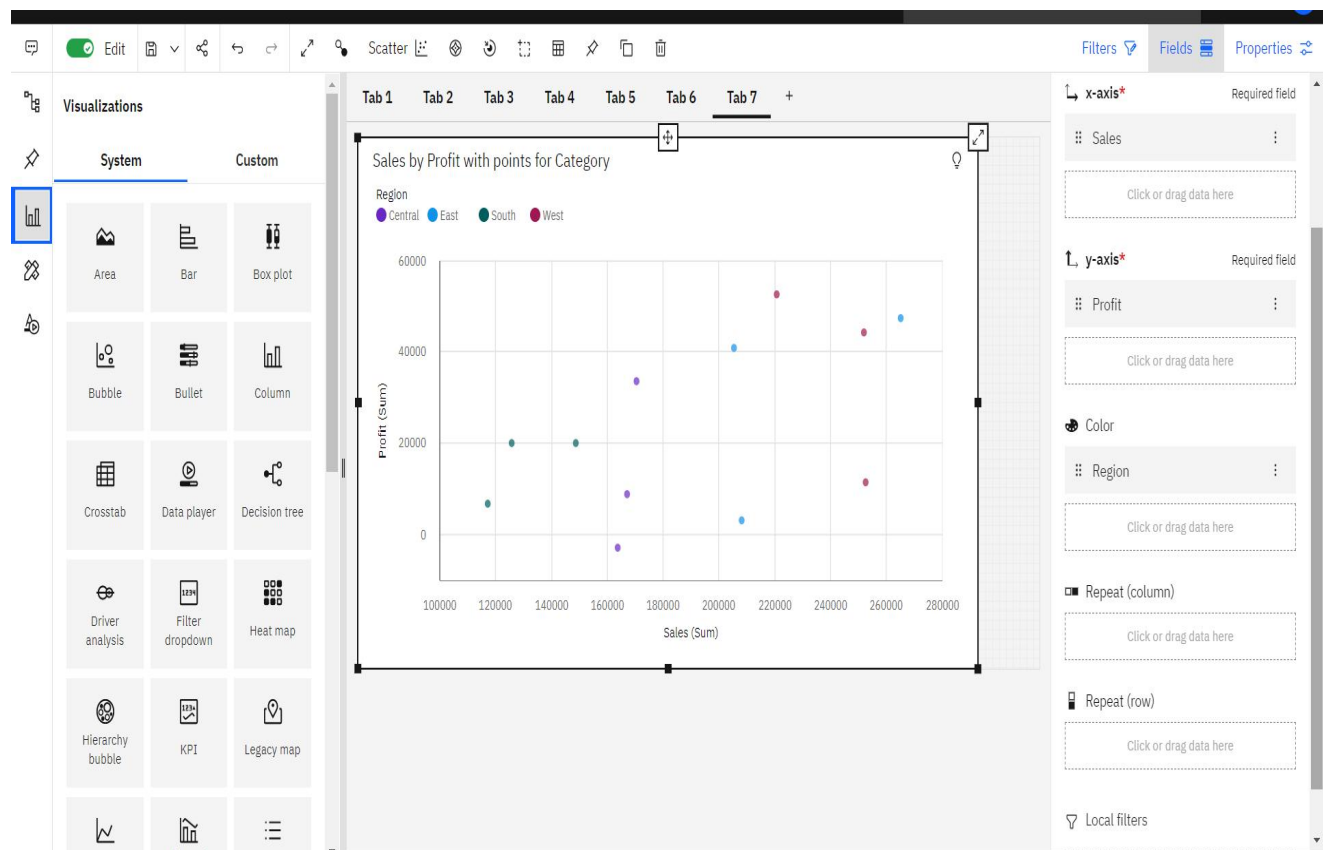 Edit
Scatter
Filters
Fields
Properties
Visualizations
System
Custom
Area
Bar
Box plot
Bubble
Bullet
Column
Crosstab
Data player
Decision tree
Driver
analysis
1234
Filter
dropdown
Heat map
Hierarchy
bubble
KPI
Legacy map
Tab 1
Tab 2
Tab 3
Tab 4
Tab 5
Tab 6
Tab 7
+
Sales by Profit with points for Category
Region
Central
East
South
West
60000
40000
20000
0
Profit (Sum)
100000
120000
140000
160000
180000
200000
220000
240000
260000
280000
Sales (Sum)
x-axis*
Required field
Sales
Click or drag data here
y-axis*
Required field
Profit
Click or drag data here
Color
Region
Click or drag data here
Repeat (column)
Click or drag data here
Repeat (row)
Click or drag data here
Local filters